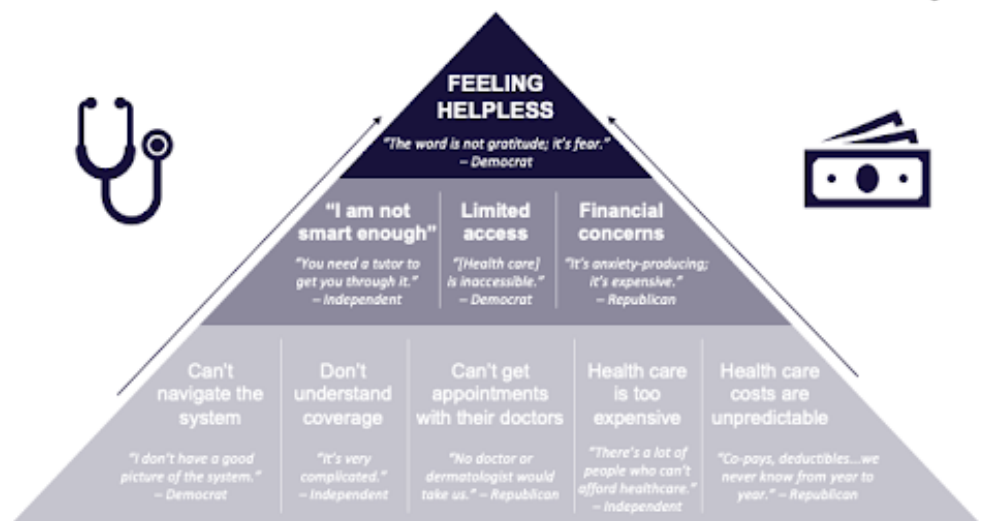 FEELING
HELPLESS
"The word is not gratitude; it's fear."
– Democrat
"I am not
smart enough"
"You need a tutor to
get you through it."
– Independent
Limited
access
"[Health care]
is inaccessible."
– Democrat
Financial
concerns
"It's anxiety-producing;
it's expensive."
– Republican
Can't
navigate the
system
"I don't have a good
picture of the system."
– Democrat
Don't
understand
coverage
"It's very
complicated."
– Independent
Can't get
appointments
with their doctors
"No doctor or
dermatologist would
take us." – Republican
Health care
is too
expensive
"There's a lot of
people who can't
afford healthcare."
– Independent
Health care
costs are
unpredictable
"Co-pays, deductibles...we
never know from year to
year." – Republican